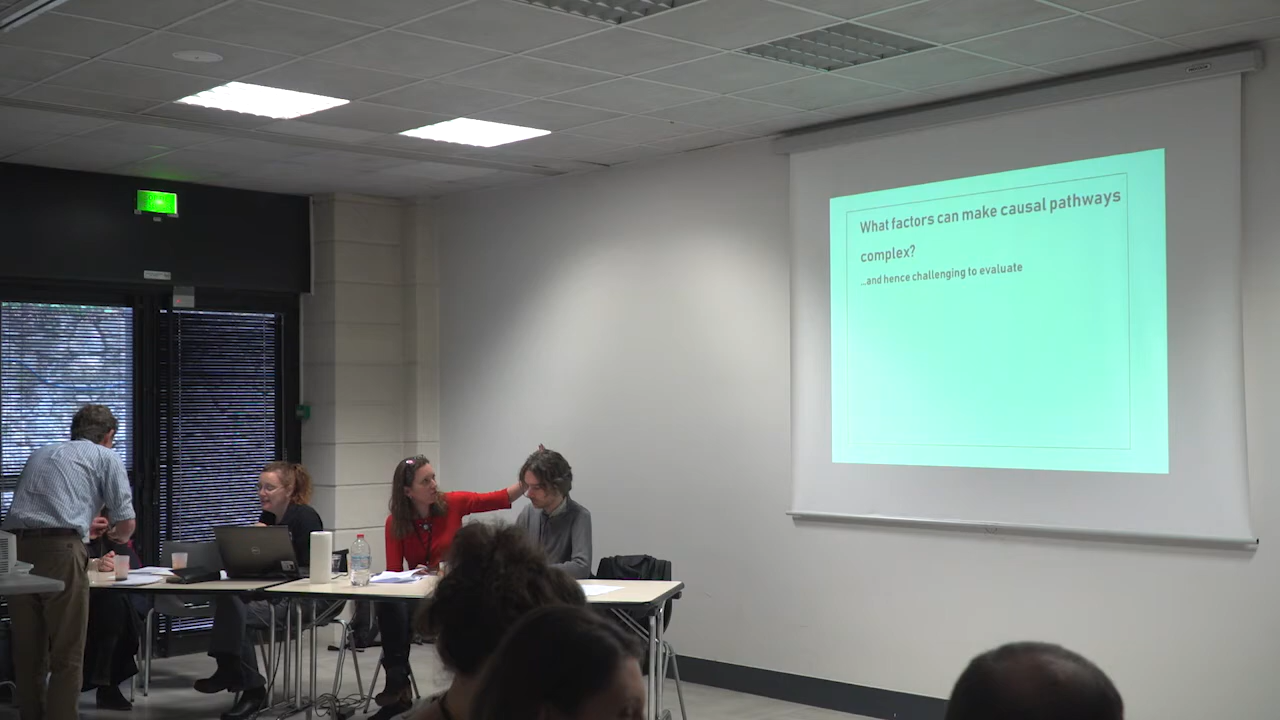 What factors can make causal pathways
complex?
...and hence challenging to evaluate